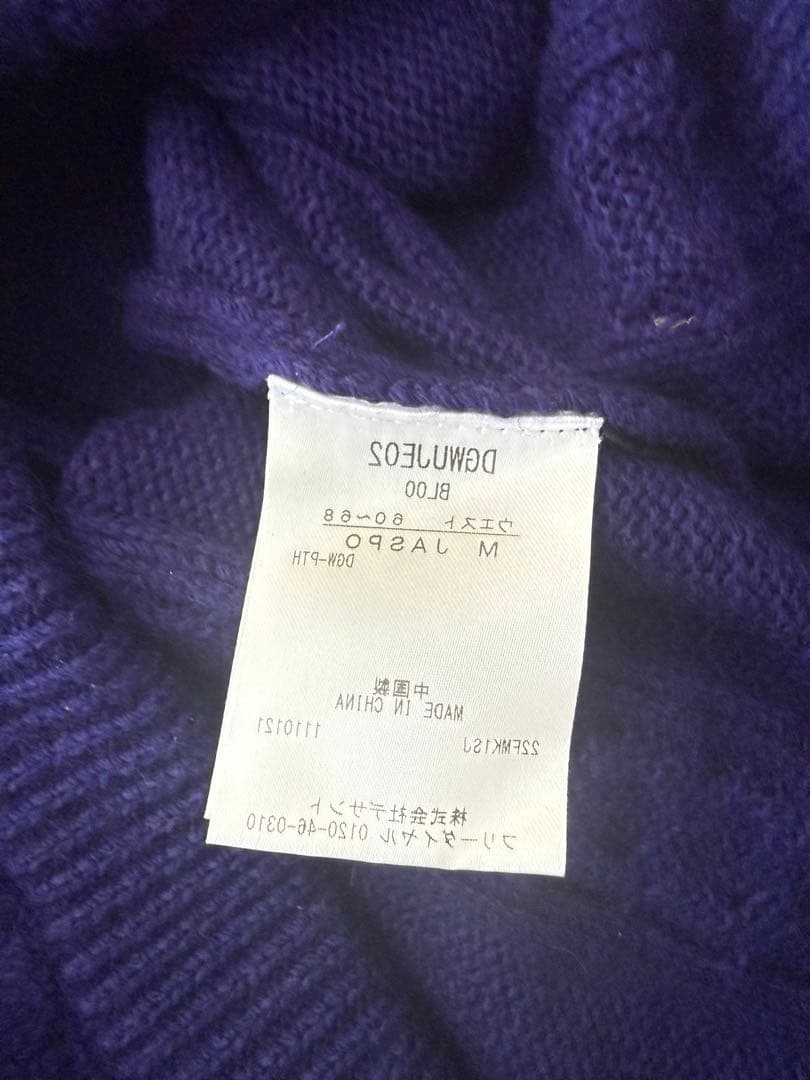 DGWUJE02
BL00
ウエスト 60~68
M JASPO
DGW-PTH
中国製
MADE IN CHINA
22FMK1SJ 1110121
株式会社デサント
フリーダイヤル 0120-46-0310